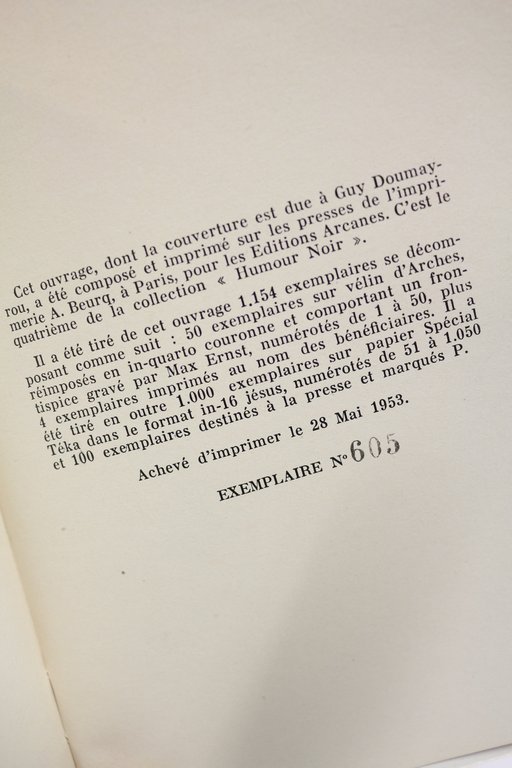 Cet ouvrage, dont la couverture est due à Guy Doumay-
rou, a été composé et imprimé sur les presses de l'impri-
merie A. Beurq, à Paris, pour les Editions Arcanes. C'est le
quatrième de la collection « Humour Noir ».
Il a été tiré de cet ouvrage 1.154 exemplaires se décom-
posant comme suit : 50 exemplaires sur vélin d'Arches,
réimposés en in-quarto couronne et comportant un fron-
tispice gravé par Max Ernst, numérotés de 1 à 50, plus
4 exemplaires imprimés au nom des bénéficiaires. Il a
été tiré en outre 1.000 exemplaires sur papier Spécial
Téka dans le format in-16 jésus, numérotés de 51 à 1.050
et 100 exemplaires destinés à la presse et marqués P.
Achevé d'imprimer le 28 Mai 1953.
EXEMPLAIRE N° 605